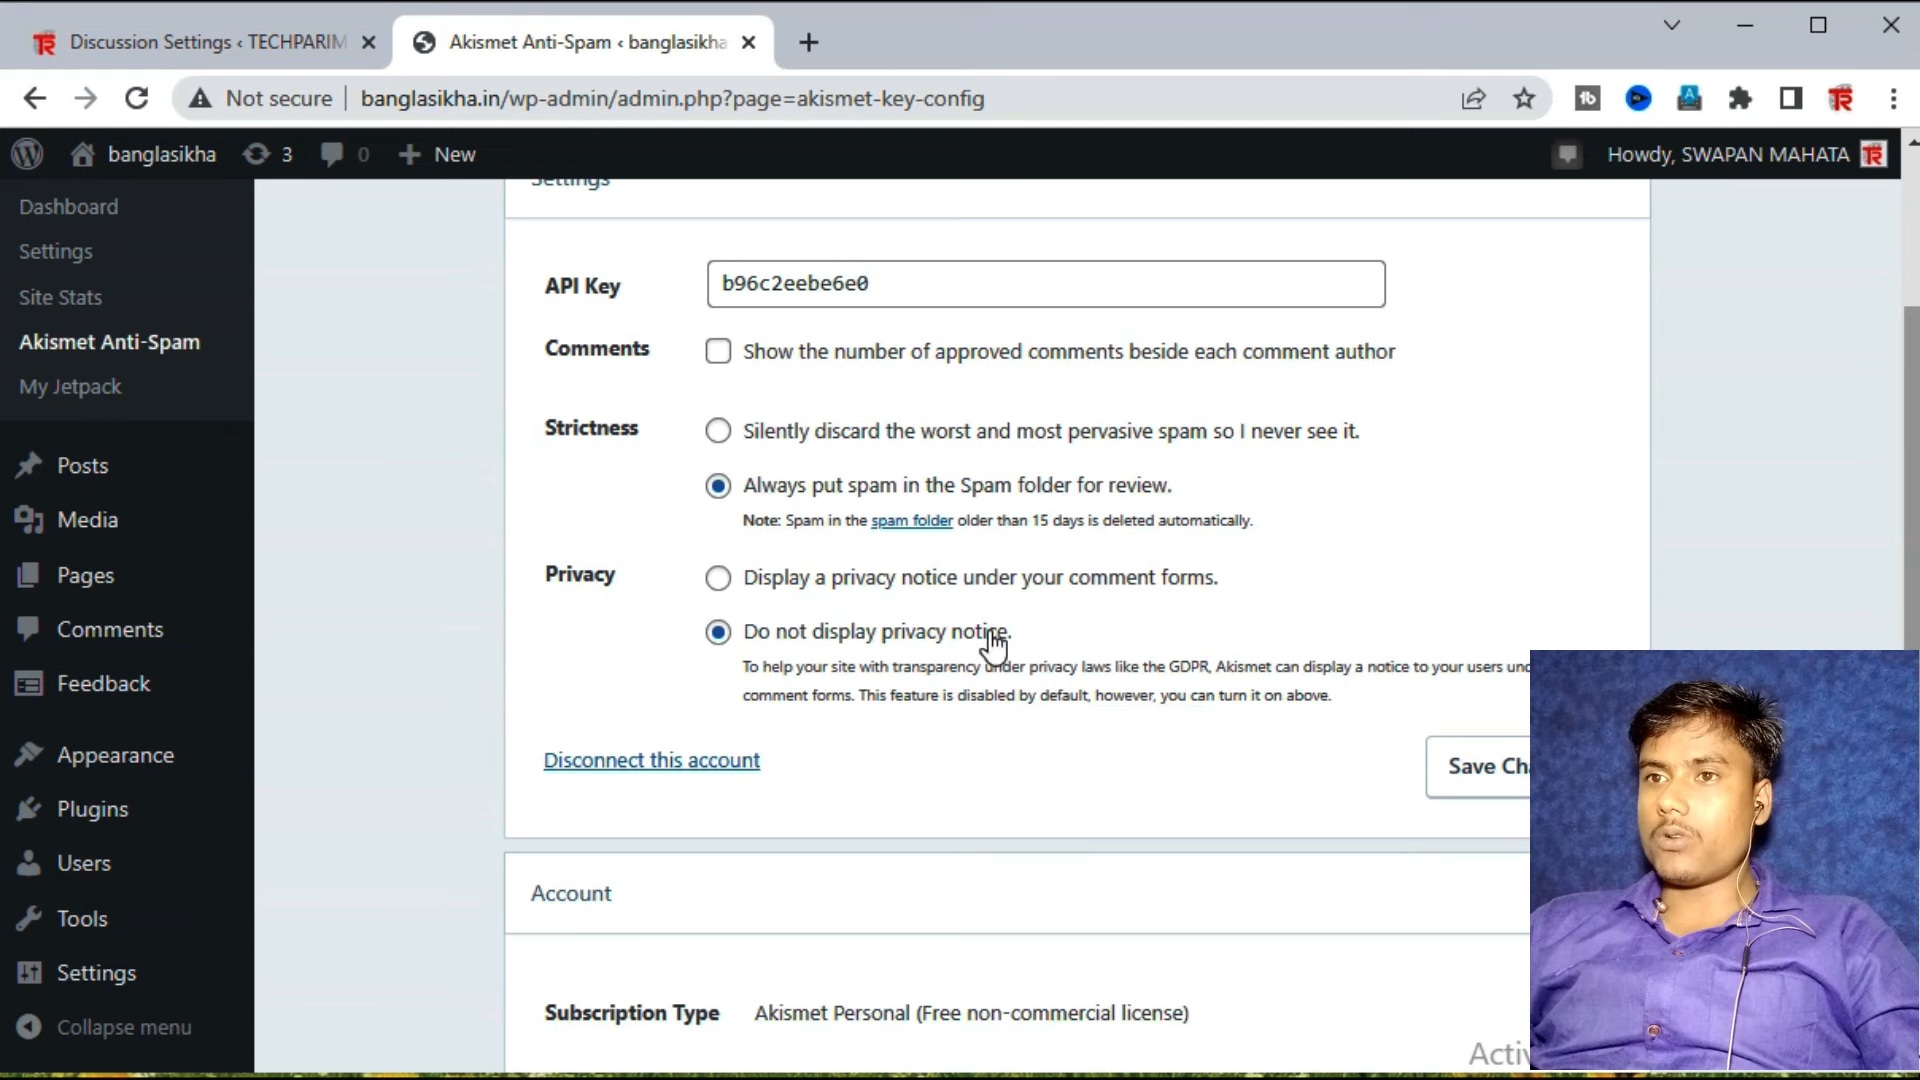 Discussion Settings ‹ TECHPARIM
Akismet Anti-Spam ‹ banglasikha
Not secure
banglasikha.in/wp-admin/admin.php?page=akismet-key-config
banglasikha
3
0
New
Howdy, SWAPAN MAHATA
Dashboard
Settings
Site Stats
Akismet Anti-Spam
My Jetpack
Posts
Media
Pages
Comments
Feedback
Appearance
Plugins
Users
Tools
Settings
Collapse menu
Settings
API Key
b96c2eebe6e0
Comments
Show the number of approved comments beside each comment author
Strictness
Silently discard the worst and most pervasive spam so I never see it.
Always put spam in the Spam folder for review.
Note: Spam in the spam folder older than 15 days is deleted automatically.
Privacy
Display a privacy notice under your comment forms.
Do not display privacy notice.
To help your site with transparency under privacy laws like the GDPR, Akismet can display a notice to your users
comment forms. This feature is disabled by default, however, you can turn it on above.
Disconnect this account
Save
Account
Subscription Type
Akismet Personal (Free non-commercial license)